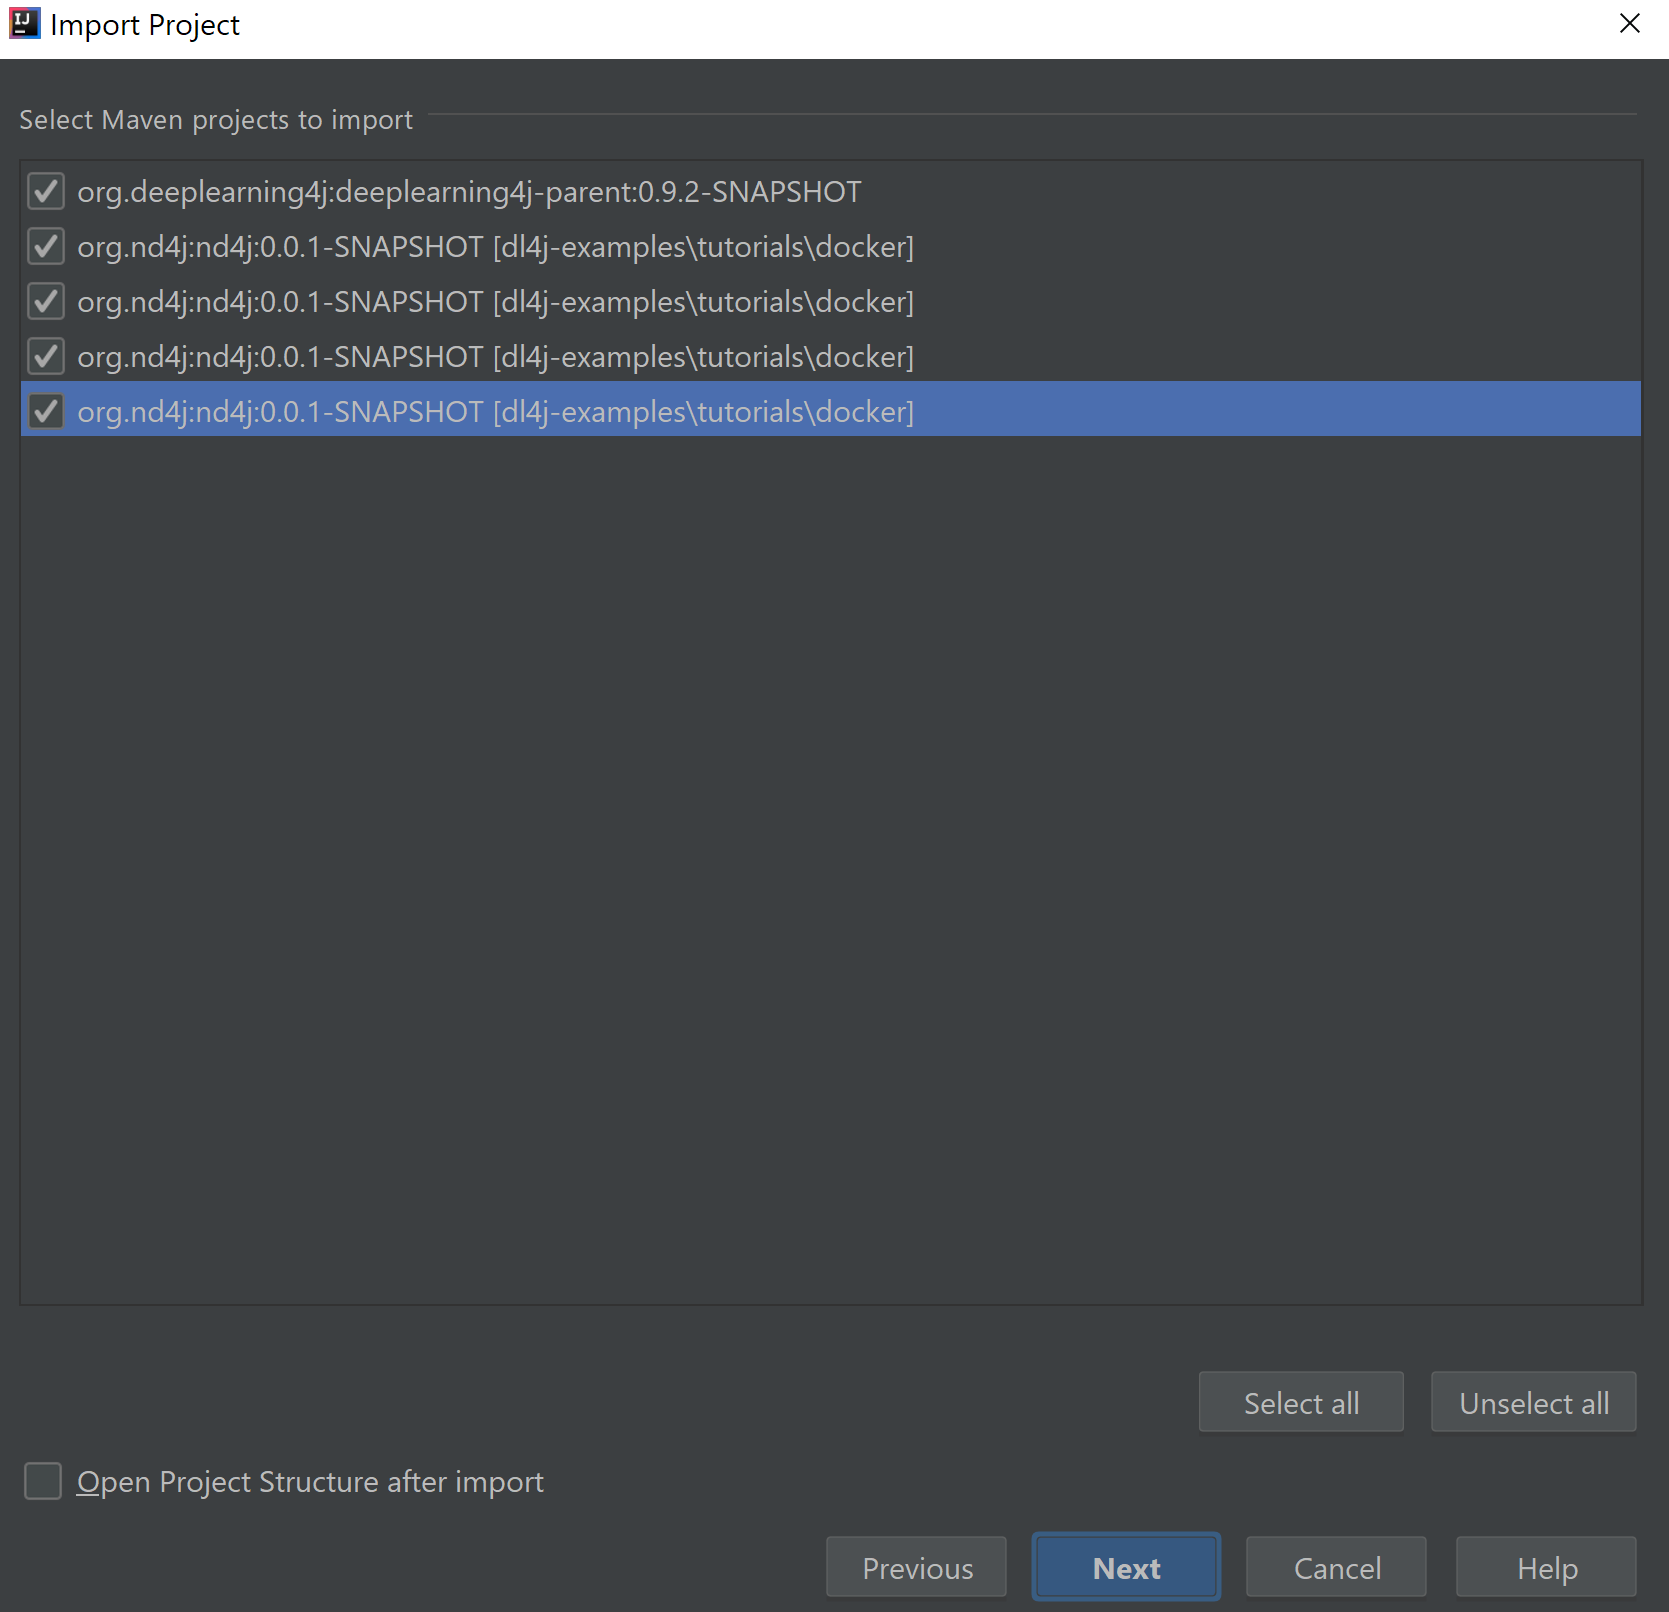 IJ
Import Project
Select Maven projects to import
org.deeplearning4j:deeplearning4j-parent:0.9.2-SNAPSHOT
org.nd4j:nd4j:0.0.1-SNAPSHOT [dl4j-examples\tutorials\docker]
org.nd4j:nd4j:0.0.1-SNAPSHOT [dl4j-examples\tutorials\docker]
org.nd4j:nd4j:0.0.1-SNAPSHOT [dl4j-examples\tutorials\docker]
org.nd4j:nd4j:0.0.1-SNAPSHOT [dl4j-examples\tutorials\docker]
Select all Unselect all
Open Project Structure after import
Previous Next Cancel Help